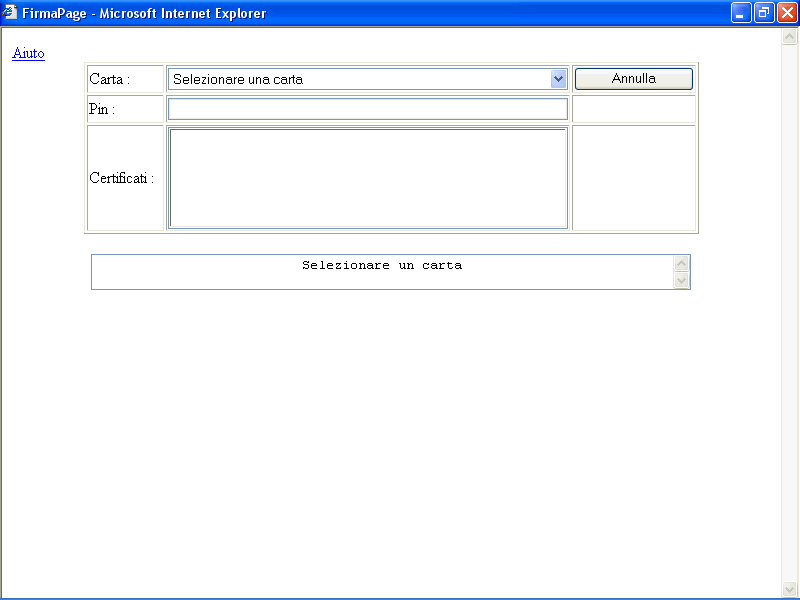 FirmaPage - Microsoft Internet Explorer
Aiuto
Carta : Selezionare una carta Annulla
Pin :
Certificati :
Selezionare un carta